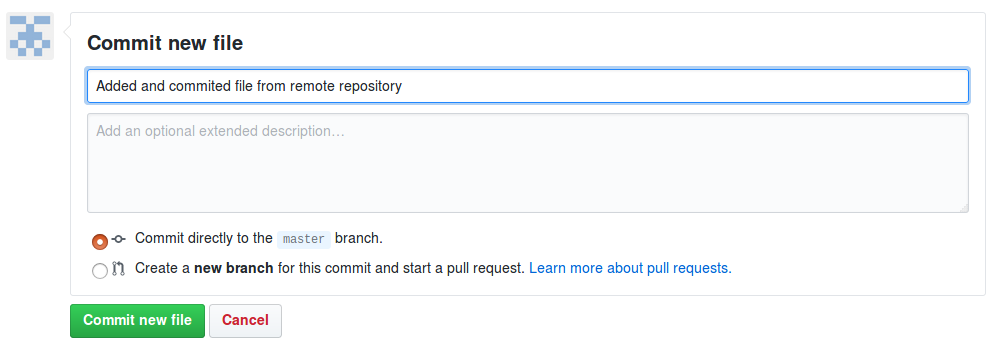 Commit new file
Added and commited file from remote repository
Add an optional extended description…
Commit directly to the master branch.
Create a new branch for this commit and start a pull request. Learn more about pull requests.
Commit new file Cancel